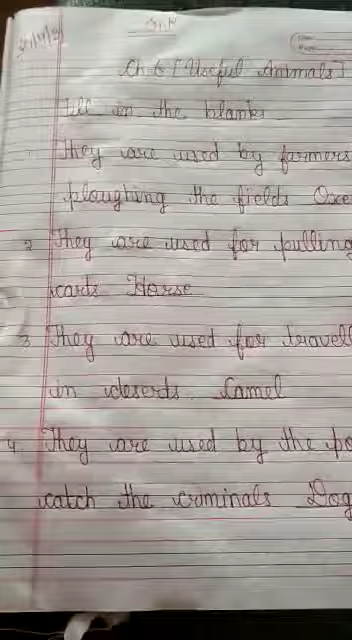 G.K
Ch-6 [Useful Animals]
Fill in the blanks
They are used by farmers
ploughing the fields Oxe
2 They are used for pulling
carts Horse
3 They are used for travell
in deserts. Camel
4 They are used by the po
catch the criminals Dog